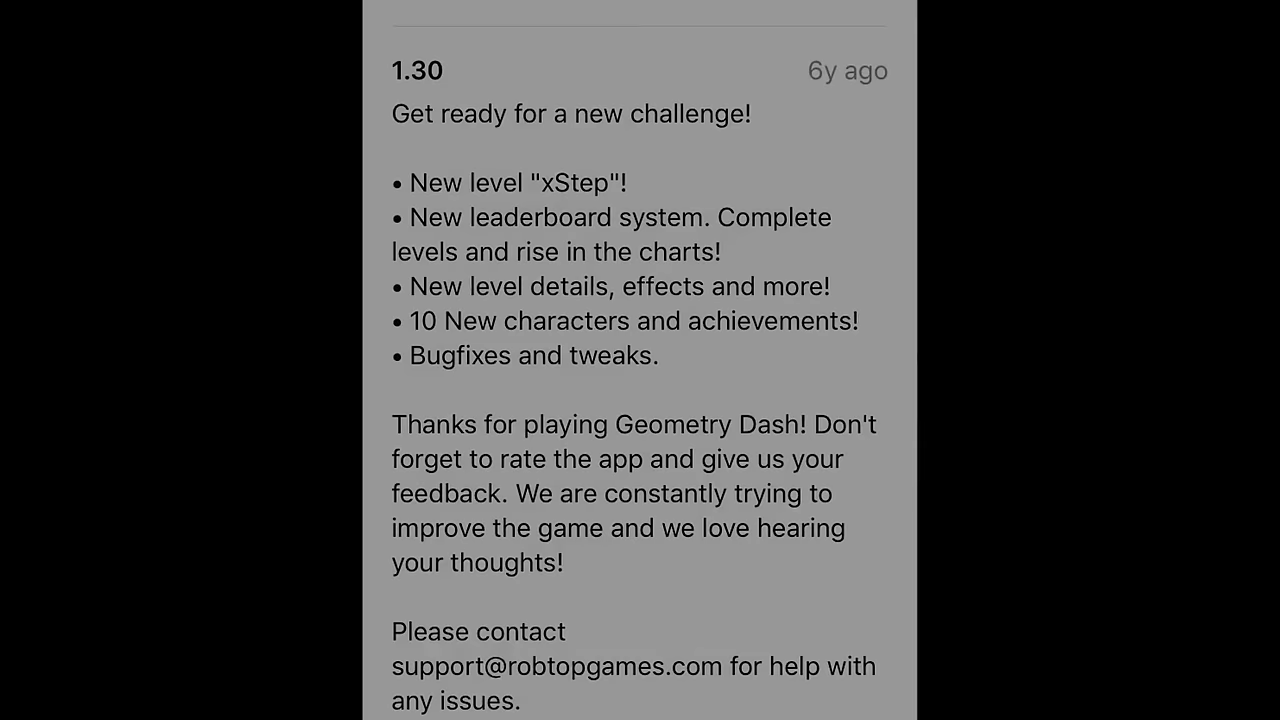 1.30
6y ago
Get ready for a new challenge!
• New level "xStep"!
• New leaderboard system. Complete
levels and rise in the charts!
• New level details, effects and more!
• 10 New characters and achievements!
• Bugfixes and tweaks.
Thanks for playing Geometry Dash! Don't
forget to rate the app and give us your
feedback. We are constantly trying to
improve the game and we love hearing
your thoughts!
Please contact
support@robtopgames.com for help with
any issues.